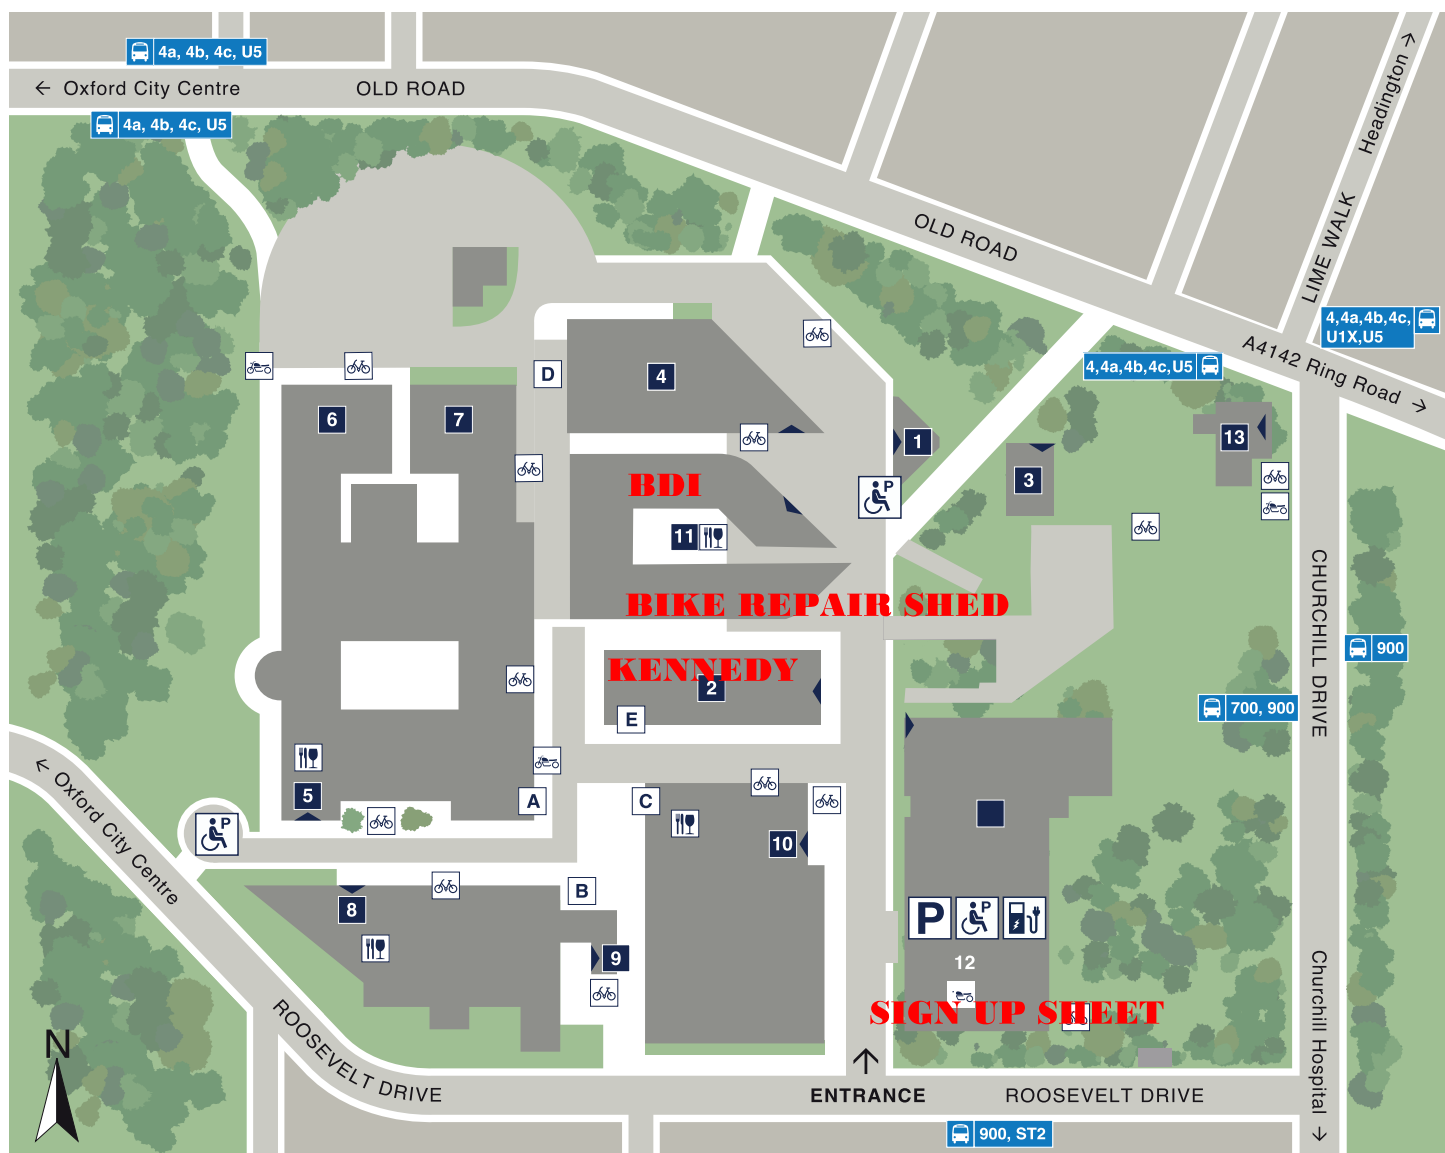 4a, 4b, 4c, U5
← Oxford City Centre
OLD ROAD
4a, 4b, 4c, U5
Headington →
OLD ROAD
LIME WALK
4,4a,4b,4c,
U1X,U5
A4142 Ring Road →
4,4a,4b,4c,U5
D
4
6
7
1
13
3
P
BDI
11
BIKE REPAIR SHED
CHURCHILL DRIVE
900
KENNEDY
2
E
700, 900
← Oxford City Centre
5
A
C
P
10
8
B
9
P
P
12
SIGN UP SHEET
N
ROOSEVELT DRIVE
ENTRANCE
ROOSEVELT DRIVE
Churchill Hospital →
900, ST2